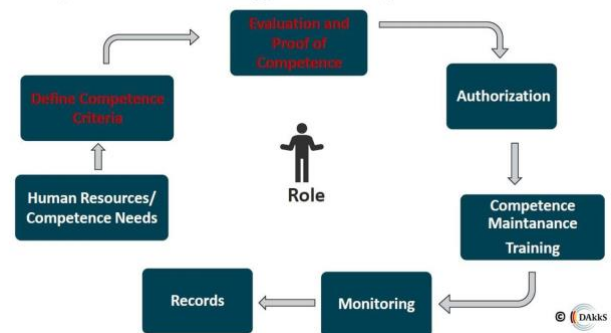 Evaluation and
Proof of
Competence
Define Competence
Criteria
Authorization
Human Resources/
Competence Needs
Role
Competence
Maintanance
Training
Records
Monitoring
© DAkkS